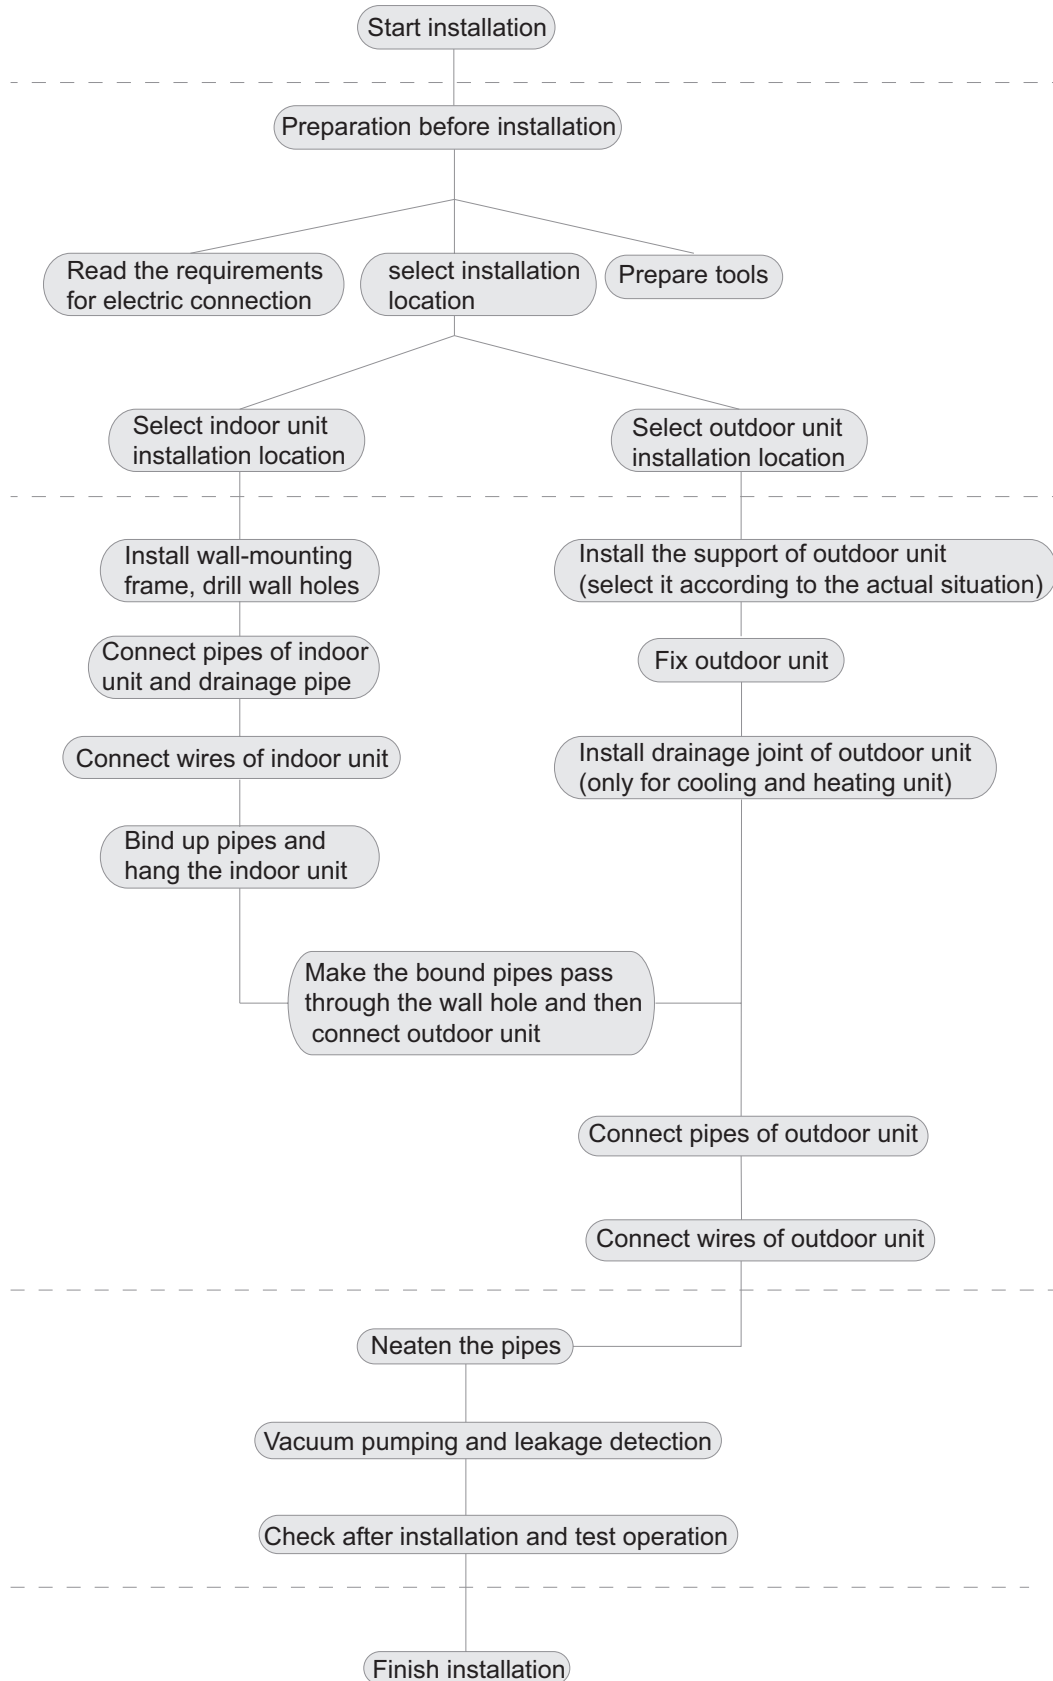 Start installation
Preparation before installation
Read the requirements
for electric connection
select installation
location
Prepare tools
Select indoor unit
installation location
Select outdoor unit
installation location
Install wall-mounting
frame, drill wall holes
Install the support of outdoor unit
(select it according to the actual situation)
Connect pipes of indoor
unit and drainage pipe
Fix outdoor unit
Connect wires of indoor unit
Install drainage joint of outdoor unit
(only for cooling and heating unit)
Bind up pipes and
hang the indoor unit
Make the bound pipes pass
through the wall hole and then
connect outdoor unit
Connect pipes of outdoor unit
Connect wires of outdoor unit
Neaten the pipes
Vacuum pumping and leakage detection
Check after installation and test operation
Finish installation